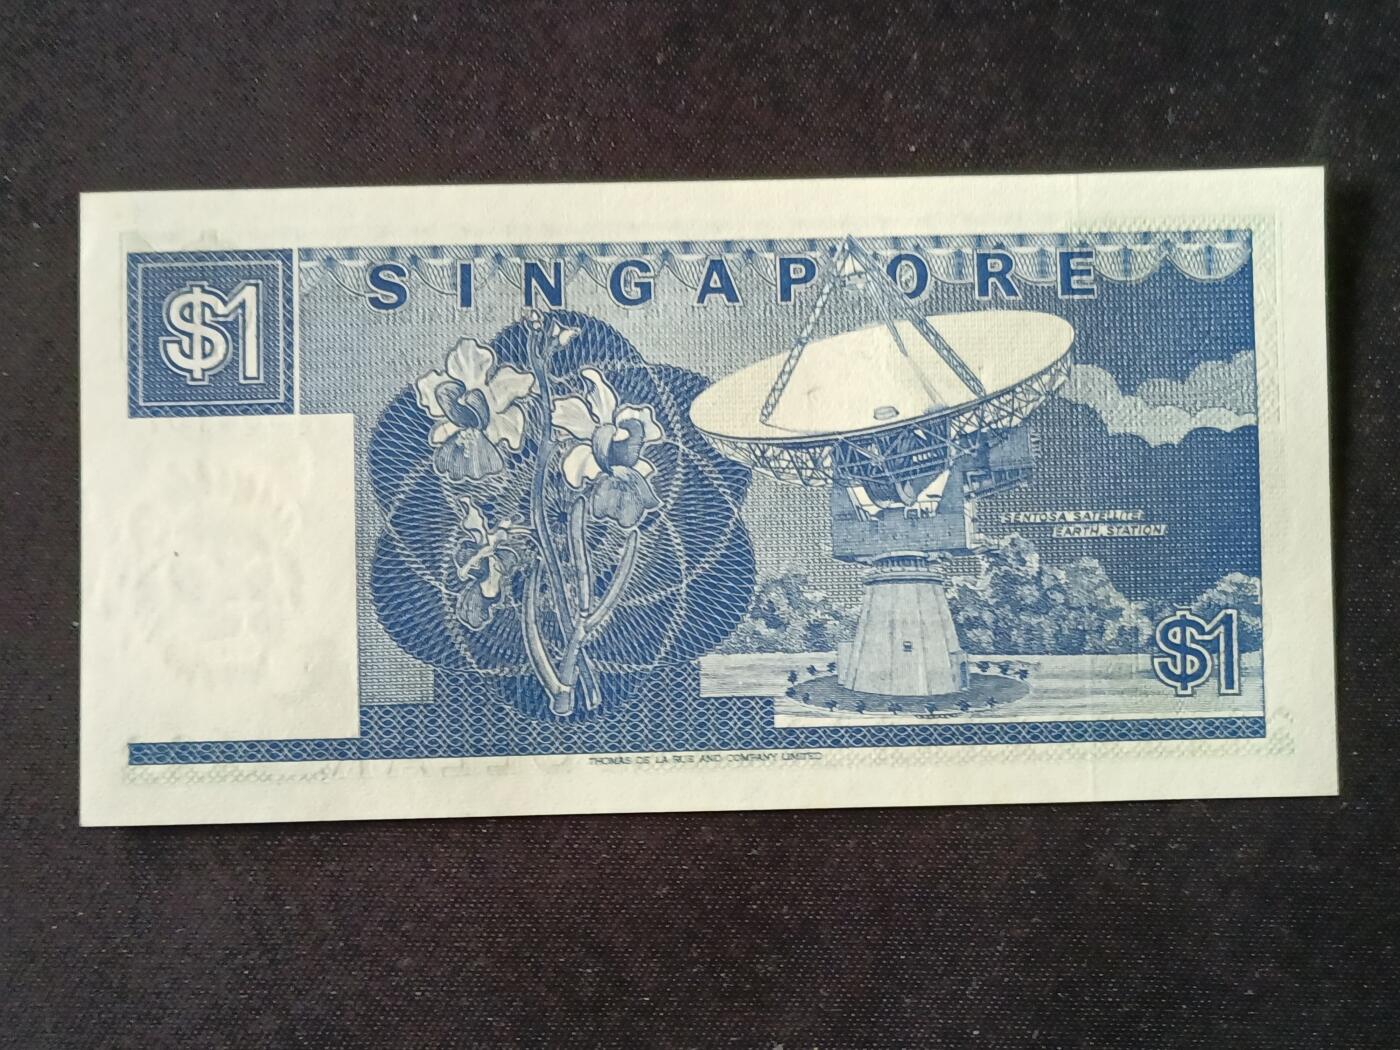 $1
SINGAPORE
SENTOSA SATELLITE
EARTH STATION
$1
THOMAS DE LA RUE AND COMPANY LIMITED